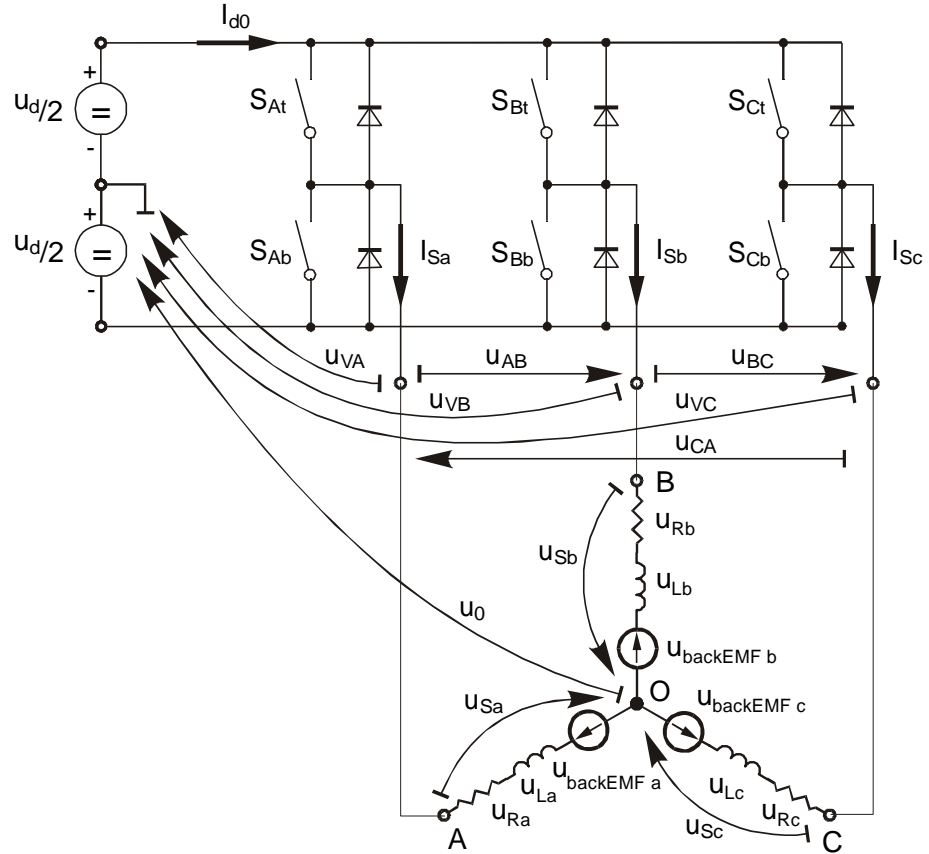 I_d0
+
u_d/2
=
-
S_At
S_Bt
S_Ct
+
u_d/2
=
-
S_Ab
I_Sa
S_Bb
I_Sb
S_Cb
I_Sc
u_VA
u_AB
u_BC
u_VB
u_VC
u_CA
B
u_Rb
u_Sb
u_Lb
u_0
u_backEMF b
O
u_Sa
u_backEMF c
u_backEMF a
u_La
u_Lc
u_Ra
u_Rc
A
u_Sc
C